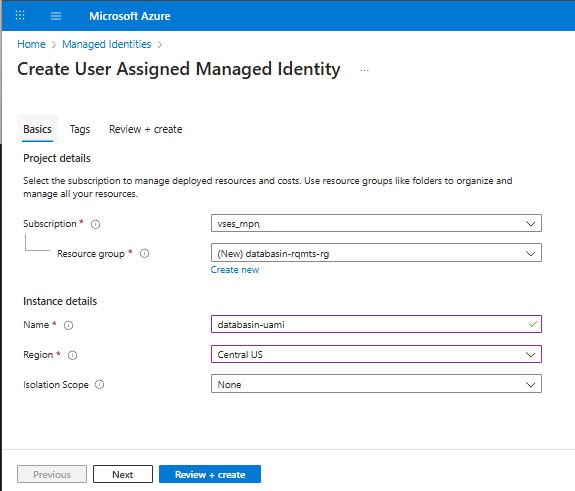 Microsoft Azure
Home > Managed Identities >
Create User Assigned Managed Identity ...
Basics Tags Review + create
Project details
Select the subscription to manage deployed resources and costs. Use resource groups like folders to organize and
manage all your resources.
Subscription * vses_mpn
Resource group * (New) databasin-rqmts-rg
Create new
Instance details
Name * databasin-uami
Region * Central US
Isolation Scope None
Previous Next Review + create